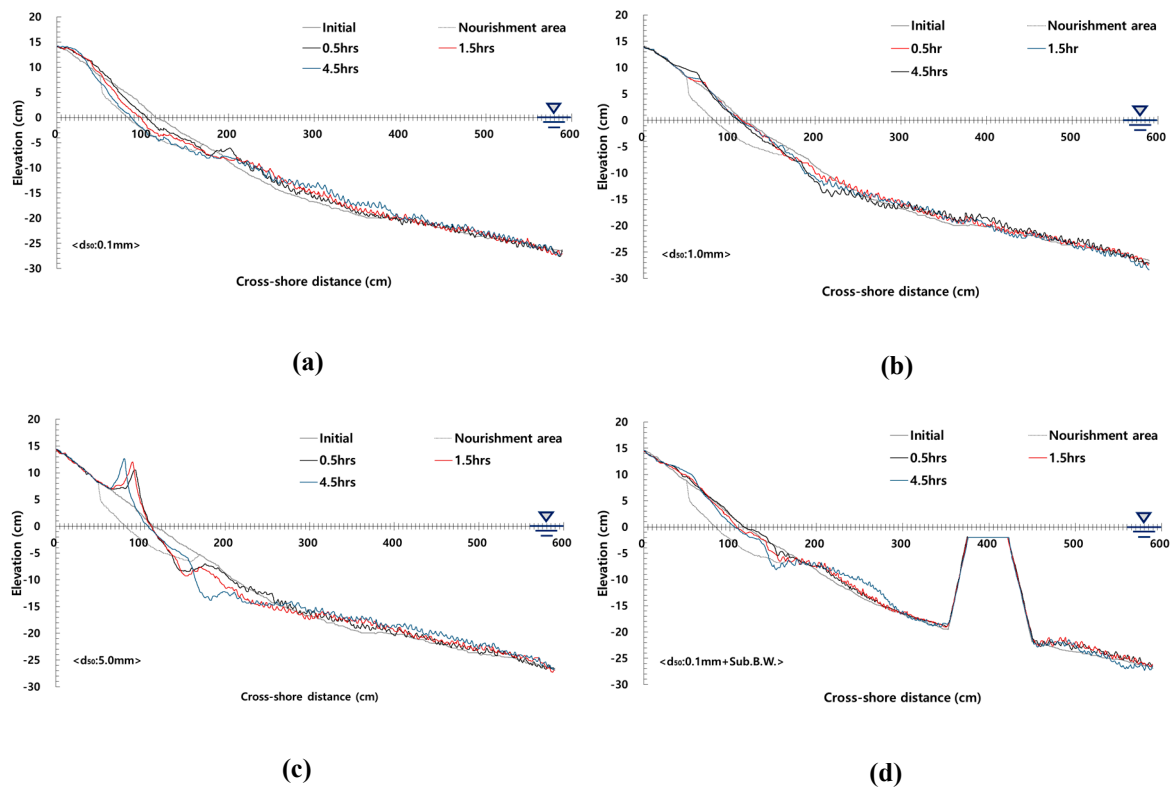 20
15
10
5
0
-5
-10
-15
-20
-25
-30
0
100
200
300
400
500
600
Elevation (cm)
Initial
Nourishment area
0.5hrs
1.5hrs
4.5hrs
<d₅₀:0.1mm>
Cross-shore distance (cm)
(a)
20
15
10
5
0
-5
-10
-15
-20
-25
-30
0
100
200
300
400
500
600
Elevation (cm)
Initial
Nourishment area
0.5hr
1.5hr
4.5hrs
<d₅₀:1.0mm>
Cross-shore distance (cm)
(b)
20
15
10
5
0
-5
-10
-15
-20
-25
-30
0
100
200
300
400
500
600
Elevation (cm)
Initial
Nourishment area
0.5hrs
1.5hrs
4.5hrs
<d₅₀:5.0mm>
Cross-shore distance (cm)
(c)
20
15
10
5
0
-5
-10
-15
-20
-25
-30
0
100
200
300
400
500
600
Elevation (cm)
Initial
Nourishment area
0.5hrs
1.5hrs
4.5hrs
<d₅₀:0.1mm+Sub.B.W.>
Cross-shore distance (cm)
(d)